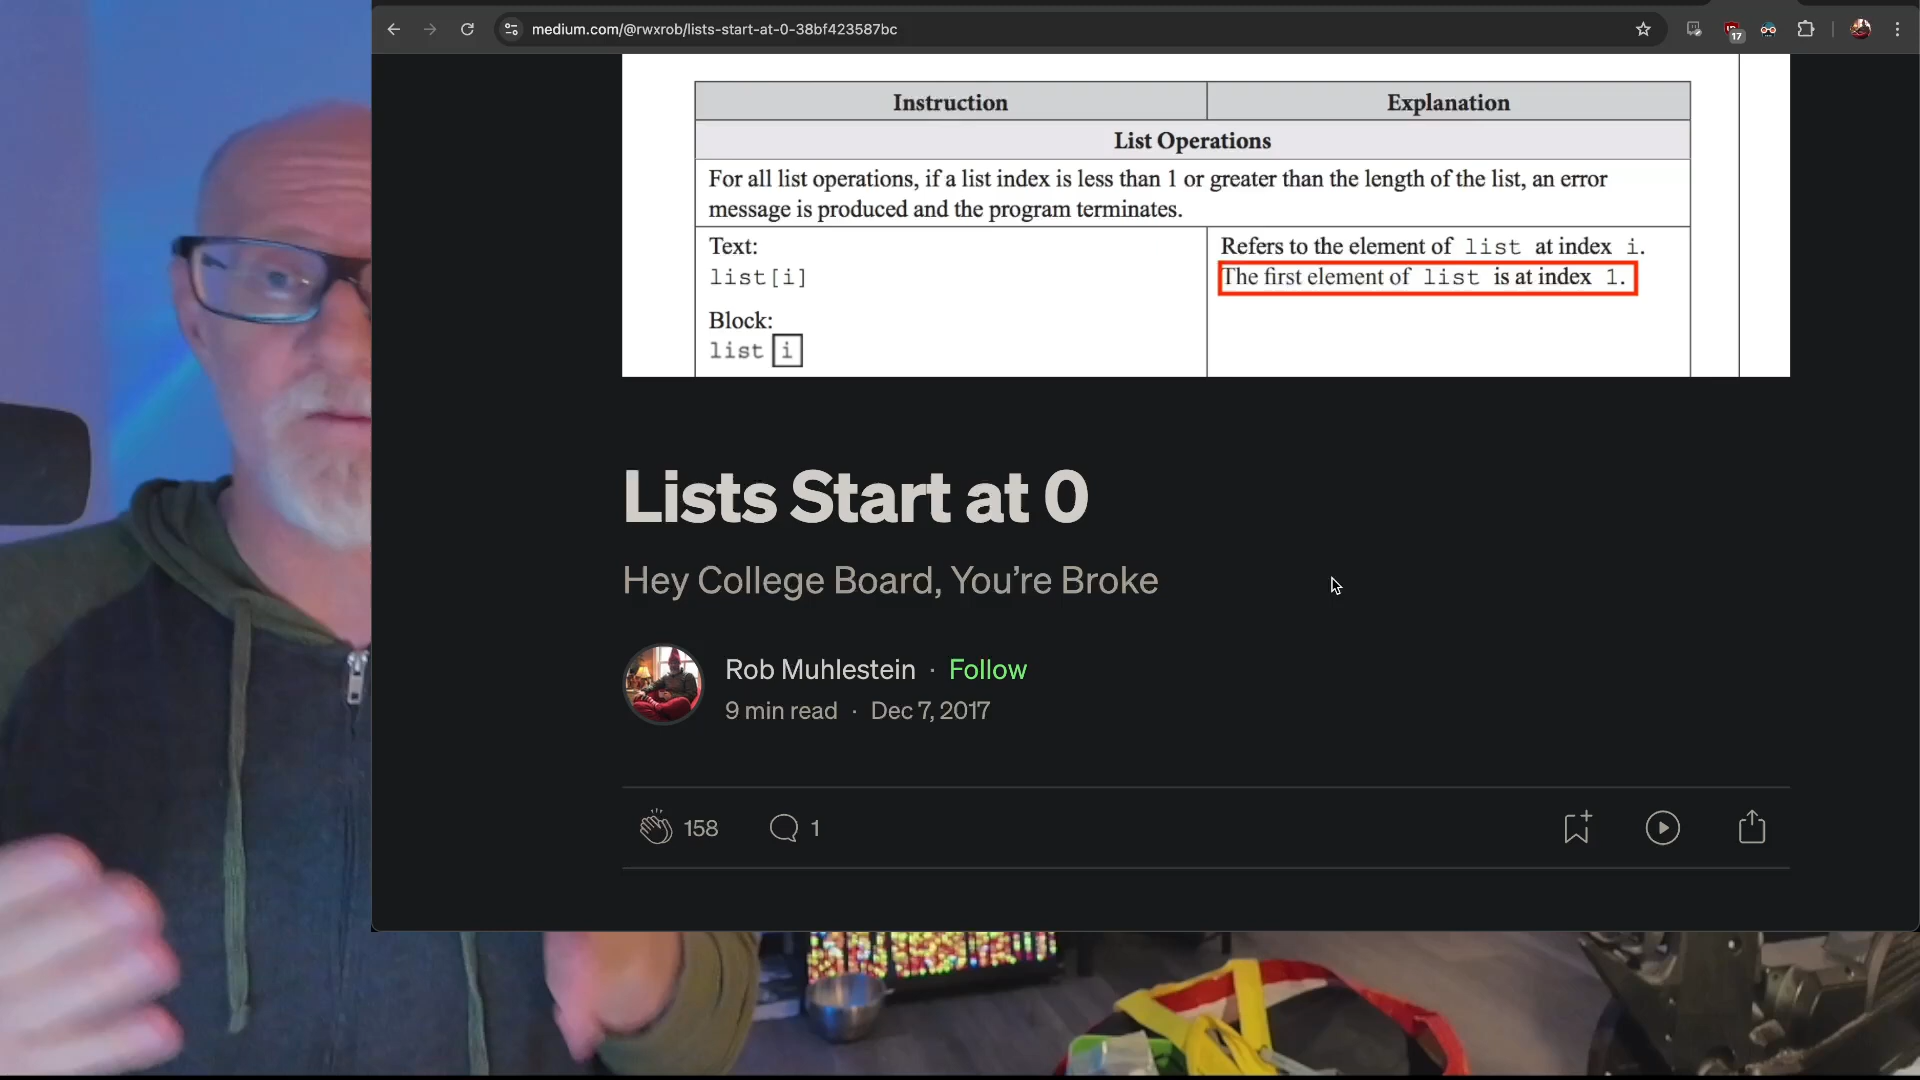 medium.com/@rwxrob/lists-start-at-0-38bf423587bc
17
Instruction
Explanation
List Operations
For all list operations, if a list index is less than 1 or greater than the length of the list, an error
message is produced and the program terminates.
Text:
list[i]
Block:
list i
Refers to the element of list at index i.
The first element of list is at index 1.
Lists Start at 0
Hey College Board, You’re Broke
Rob Muhlestein · Follow
9 min read · Dec 7, 2017
158
1